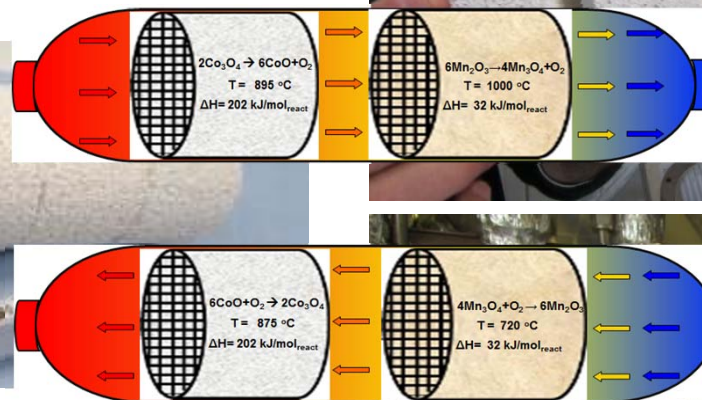 2Co₃O₄ → 6CoO+O₂
T = 895 °C
ΔH= 202 kJ/molreact
6Mn₂O₃→4Mn₃O₄+O₂
T = 1000 °C
ΔH= 32 kJ/molreact
6CoO+O₂ → 2Co₃O₄
T = 875 °C
ΔH= 202 kJ/molreact
4Mn₃O₄+O₂→ 6Mn₂O₃
T = 720 °C
ΔH= 32 kJ/molreact